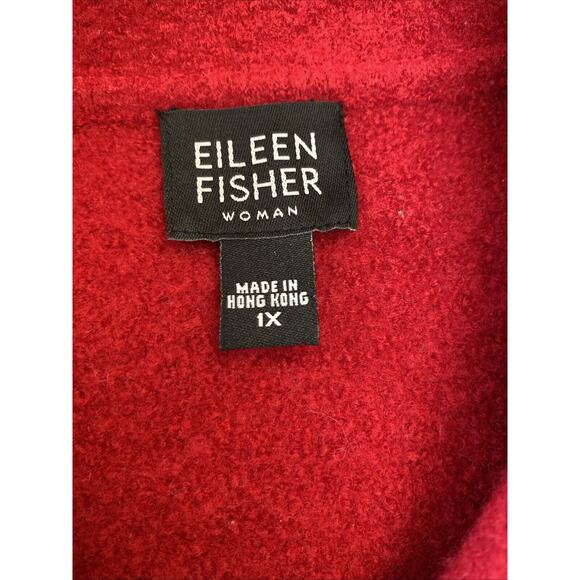 EILEEN
FISHER
WOMAN
MADE IN
HONG KONG
1X